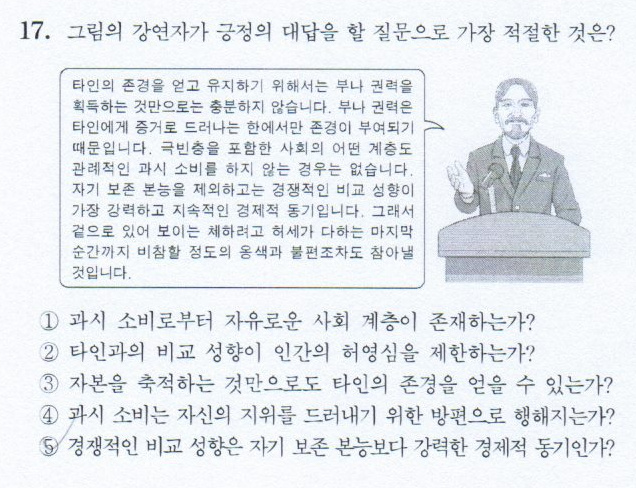 17. 그림의 강연자가 긍정의 대답을 할 질문으로 가장 적절한 것은?
타인의 존경을 얻고 유지하기 위해서는 부나 권력을
획득하는 것만으로는 충분하지 않습니다. 부나 권력은
타인에게 증거로 드러나는 한에서만 존경이 부여되기
때문입니다. 극빈층을 포함한 사회의 어떤 계층도
관례적인 과시 소비를 하지 않는 경우는 없습니다.
자기 보존 본능을 제외하고는 경쟁적인 비교 성향이
가장 강력하고 지속적인 경제적 동기입니다. 그래서
겉으로 있어 보이는 체하려고 허세가 다하는 마지막
순간까지 비참할 정도의 옹색과 불편조차도 참아낼
것입니다.
① 과시 소비로부터 자유로운 사회 계층이 존재하는가?
② 타인과의 비교 성향이 인간의 허영심을 제한하는가?
③ 자본을 축적하는 것만으로도 타인의 존경을 얻을 수 있는가?
④ 과시 소비는 자신의 지위를 드러내기 위한 방편으로 행해지는가?
⑤ 경쟁적인 비교 성향은 자기 보존 본능보다 강력한 경제적 동기인가?